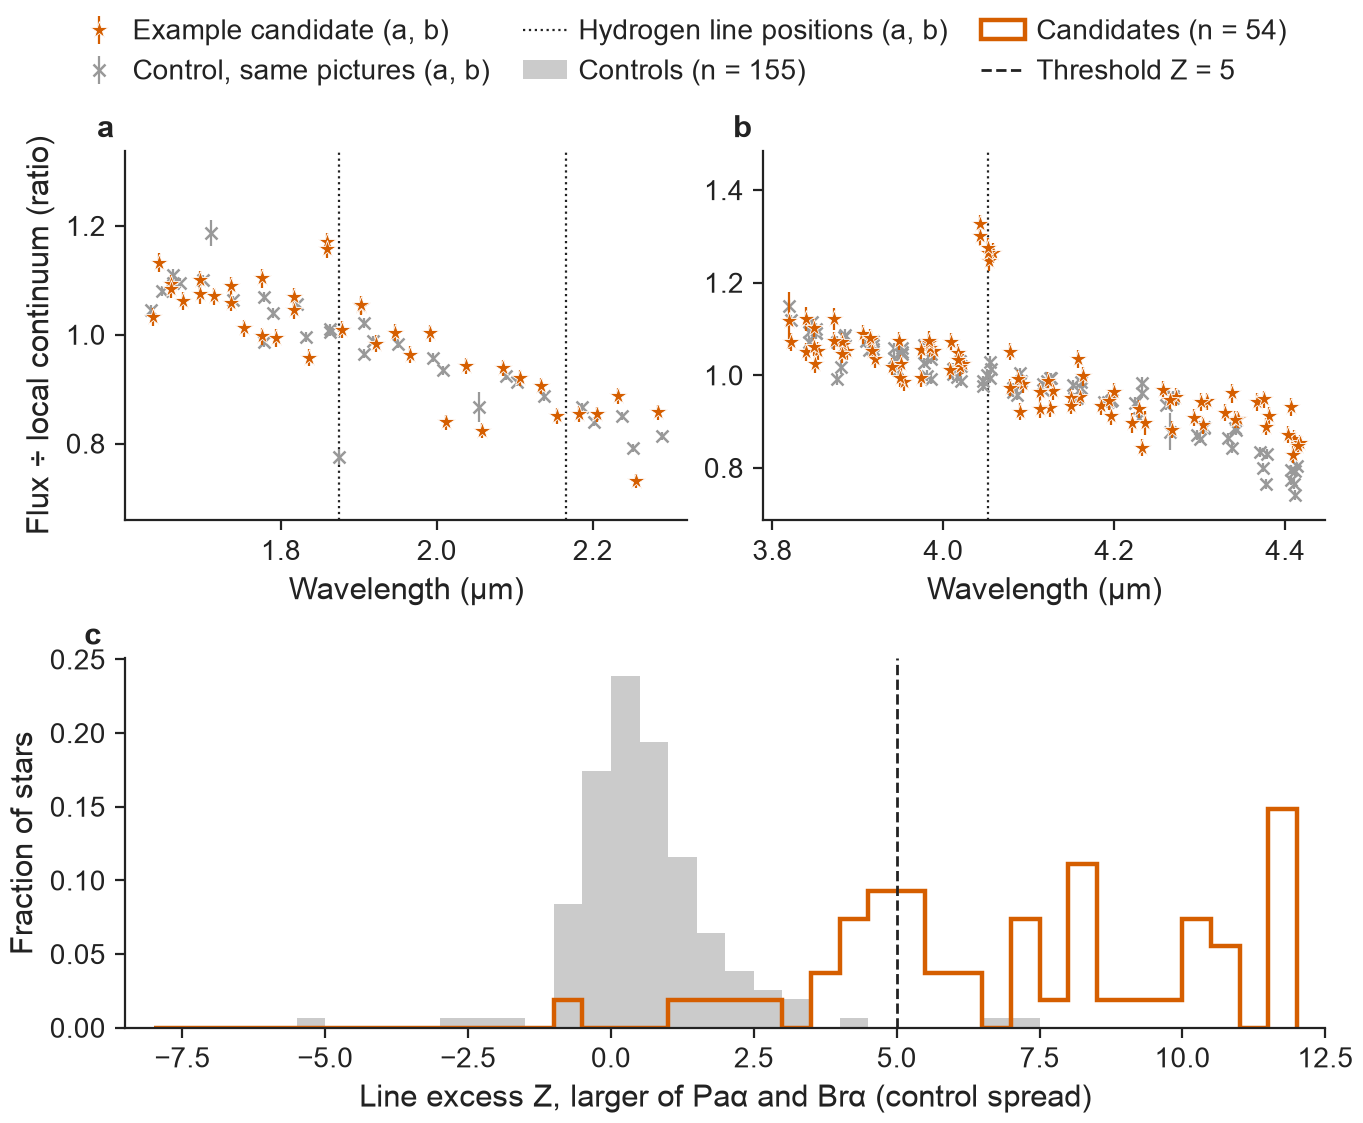 Example candidate (a, b)
Hydrogen line positions (a, b)
Candidates (n = 54)
Control, same pictures (a, b)
Controls (n = 155)
Threshold Z = 5
a
Flux ÷ local continuum (ratio)
1.2
1.0
0.8
1.8
2.0
2.2
Wavelength (µm)
b
1.4
1.2
1.0
0.8
3.8
4.0
4.2
4.4
Wavelength (µm)
c
Fraction of stars
0.25
0.20
0.15
0.10
0.05
0.00
−7.5
−5.0
−2.5
0.0
2.5
5.0
7.5
10.0
12.5
Line excess Z, larger of Paα and Brα (control spread)